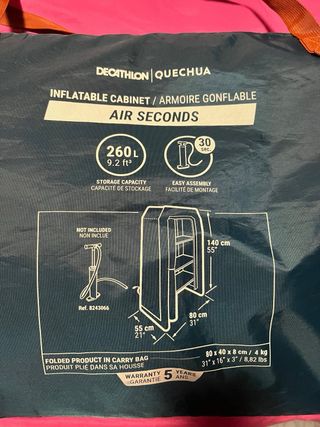 DECATHLON | QUECHUA
INFLATABLE CABINET / ARMOIRE GONFLABLE
AIR SECONDS
260 L
9.2 ft³
30
sec
STORAGE CAPACITY
CAPACITÉ DE STOCKAGE
EASY ASSEMBLY
FACILITÉ DE MONTAGE
NOT INCLUDED
NON INCLUE
Ref. 8243066
140 cm
55"
80 cm
31"
55 cm
21"
FOLDED PRODUCT IN CARRY BAG
PRODUIT PLIÉ DANS SA HOUSSE
80 x 40 x 8 cm / 4 kg
31" x 16" x 3" / 8,82 lbs
WARRANTY 5 YEARS
GARANTIE ANS